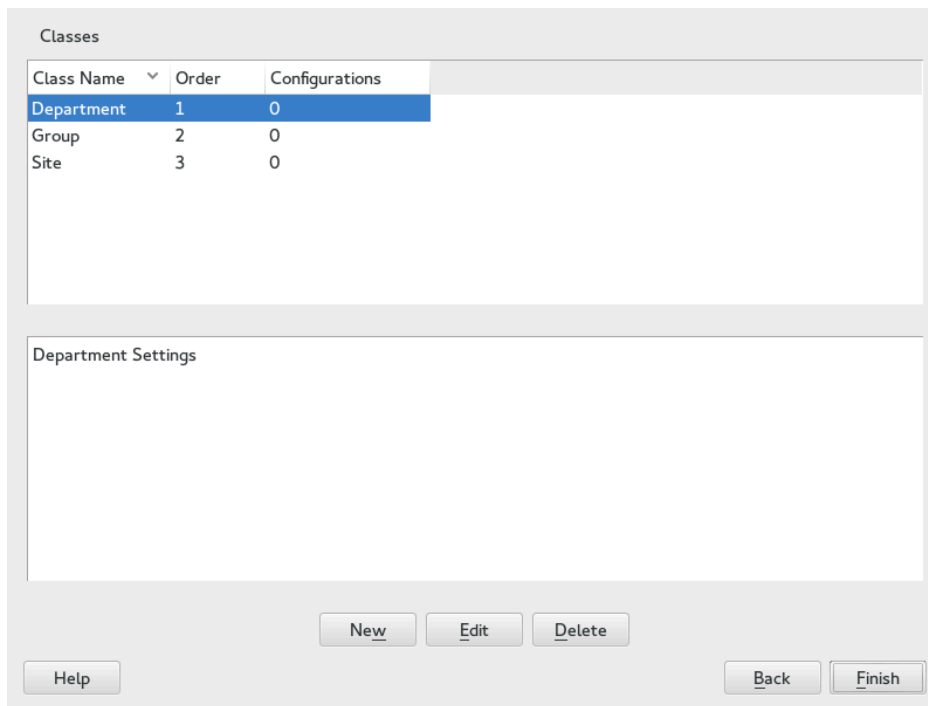 Classes
Class Name Order Configurations
Department 1 0
Group 2 0
Site 3 0
Department Settings
New Edit Delete
Help Back Finish